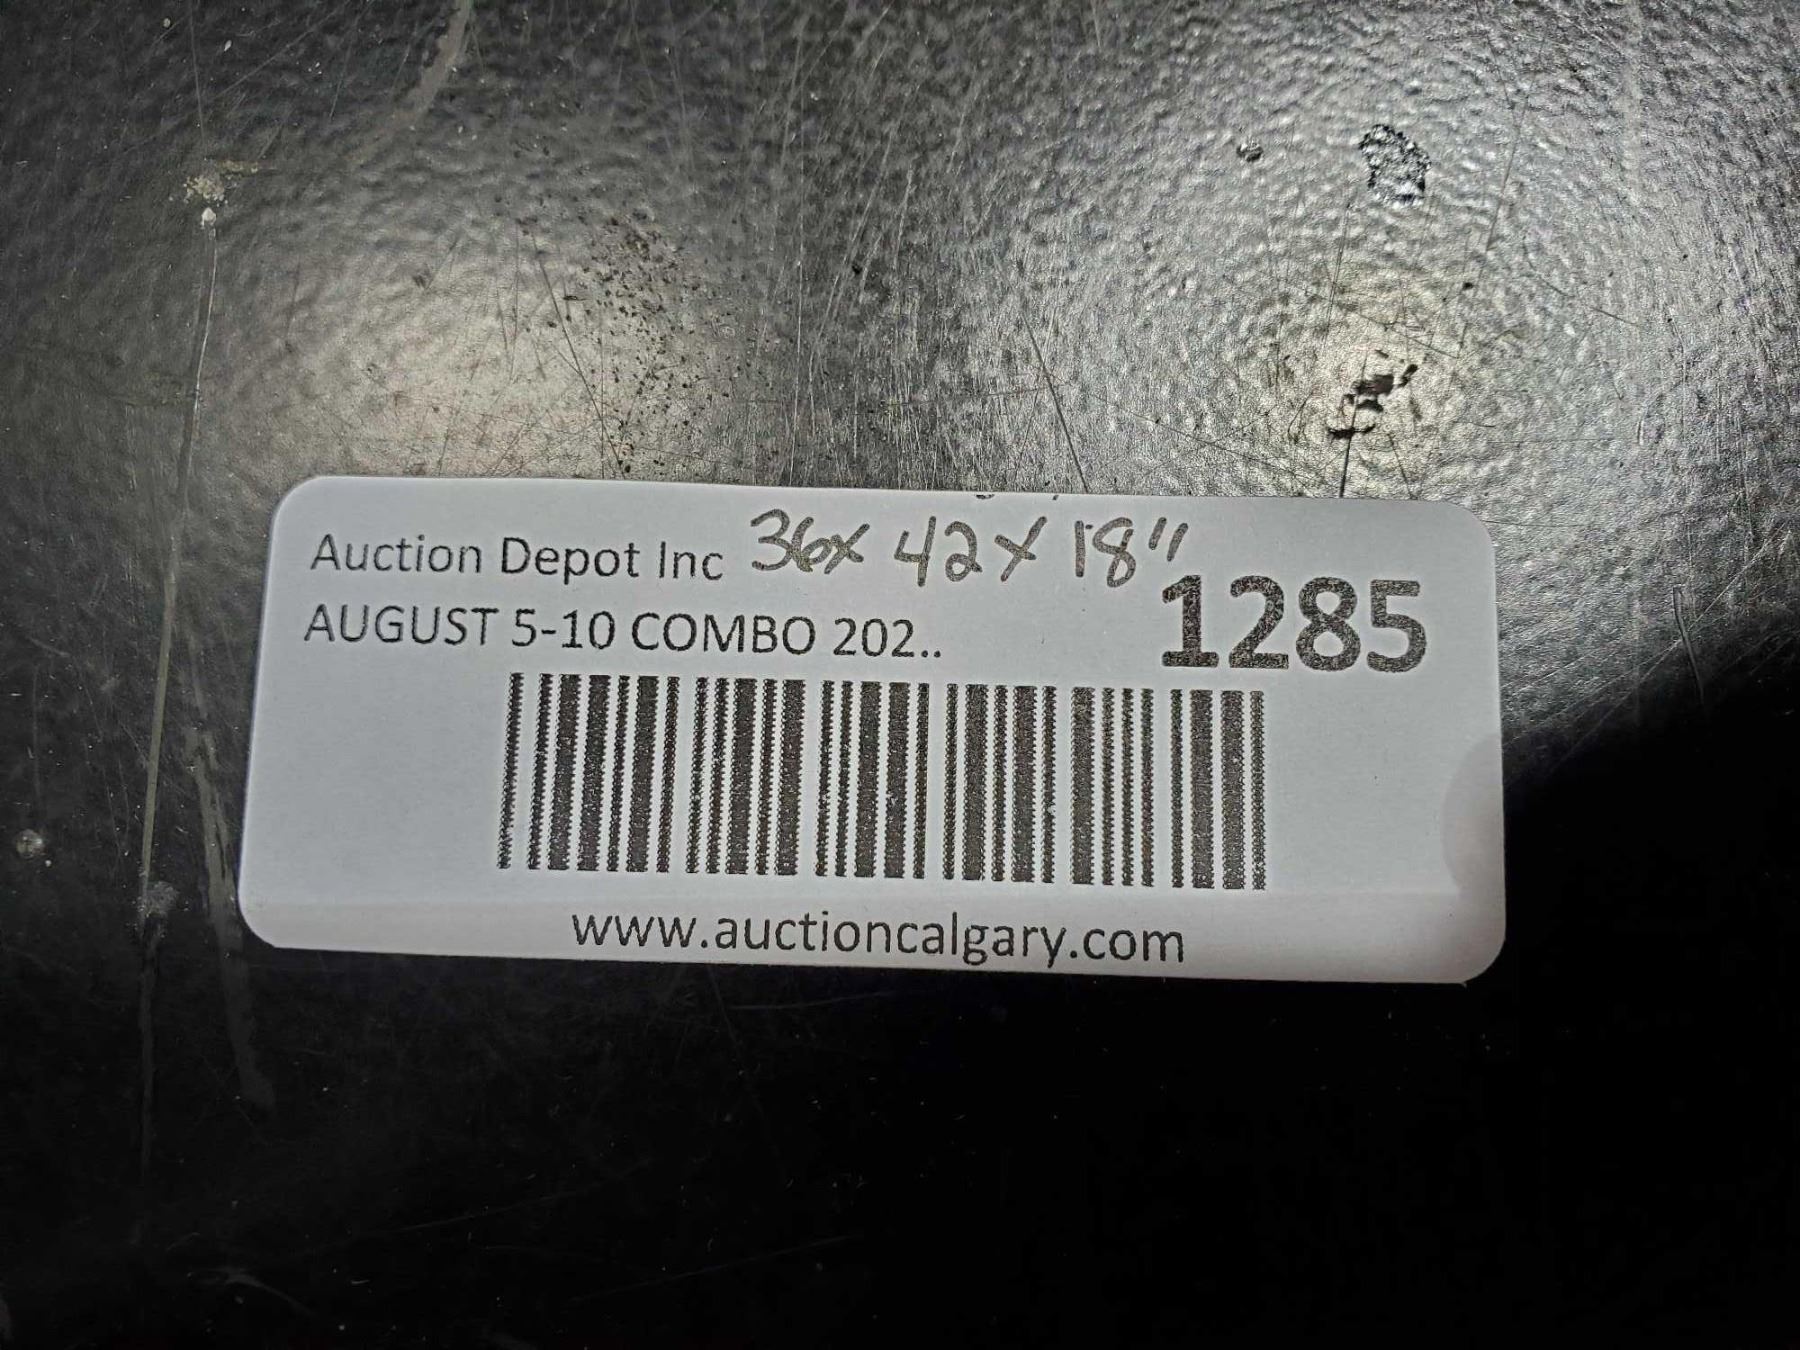 Auction Depot Inc 36x 42x 18"
AUGUST 5-10 COMBO 202..
1285
www.auctioncalgary.com